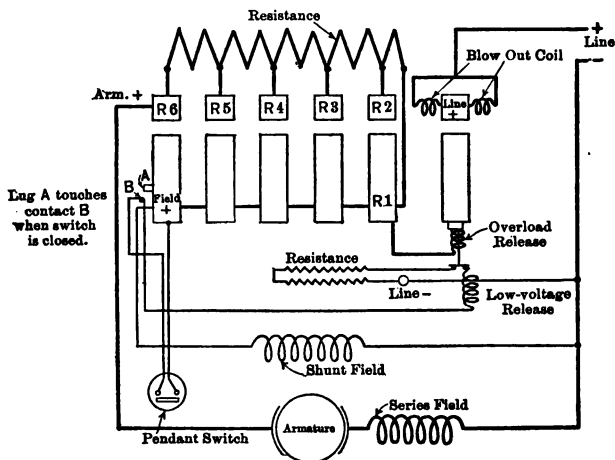 Resistance
+
Line
-
Blow Out Coil
Arm. +
R6
R5
R4
R3
R2
Line
+
A
B
Field
+
R1
Lug A touches
contact B
when switch
is closed.
Overload
Release
Resistance
Line-
Low-voltage
Release
Shunt Field
Pendant Switch
Armature
Series Field